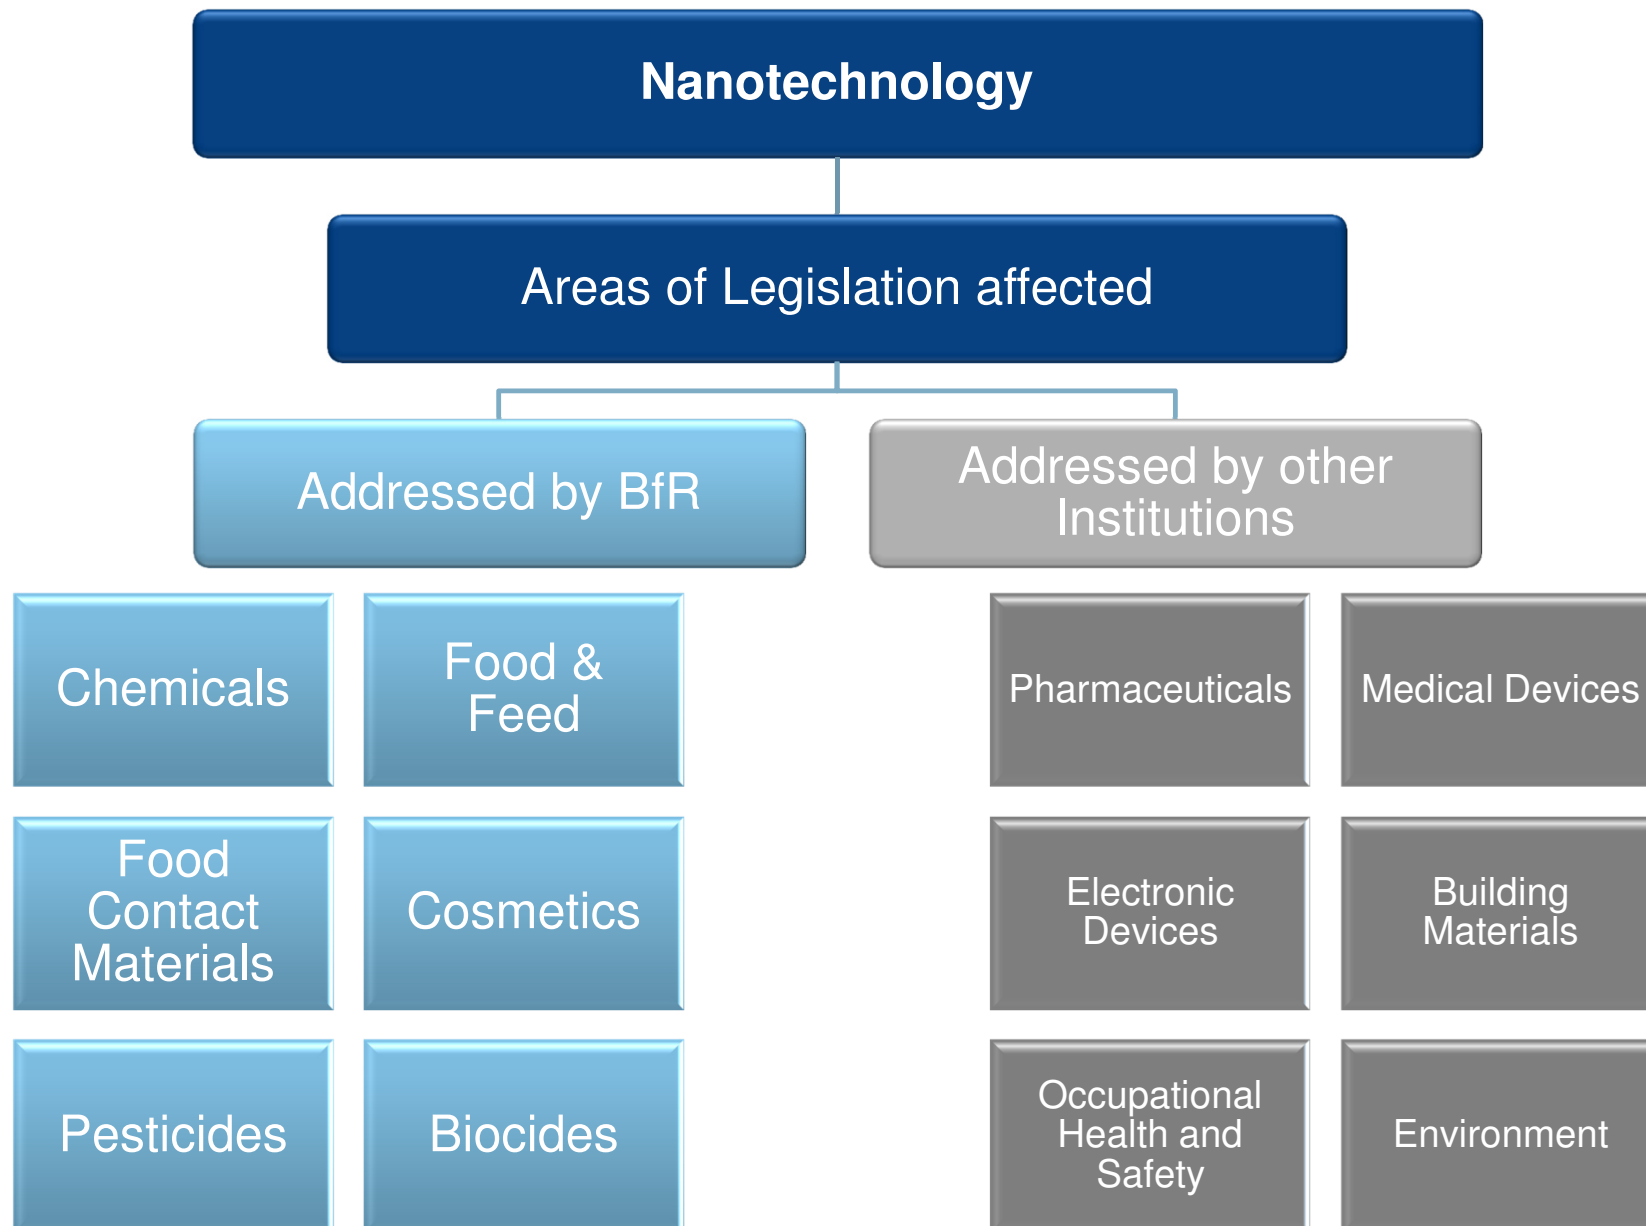 Nanotechnology
Areas of Legislation affected
Addressed by BfR
Addressed by other
Institutions
Chemicals
Food &
Feed
Pharmaceuticals
Medical Devices
Food
Contact
Materials
Cosmetics
Electronic
Devices
Building
Materials
Pesticides
Biocides
Occupational
Health and
Safety
Environment